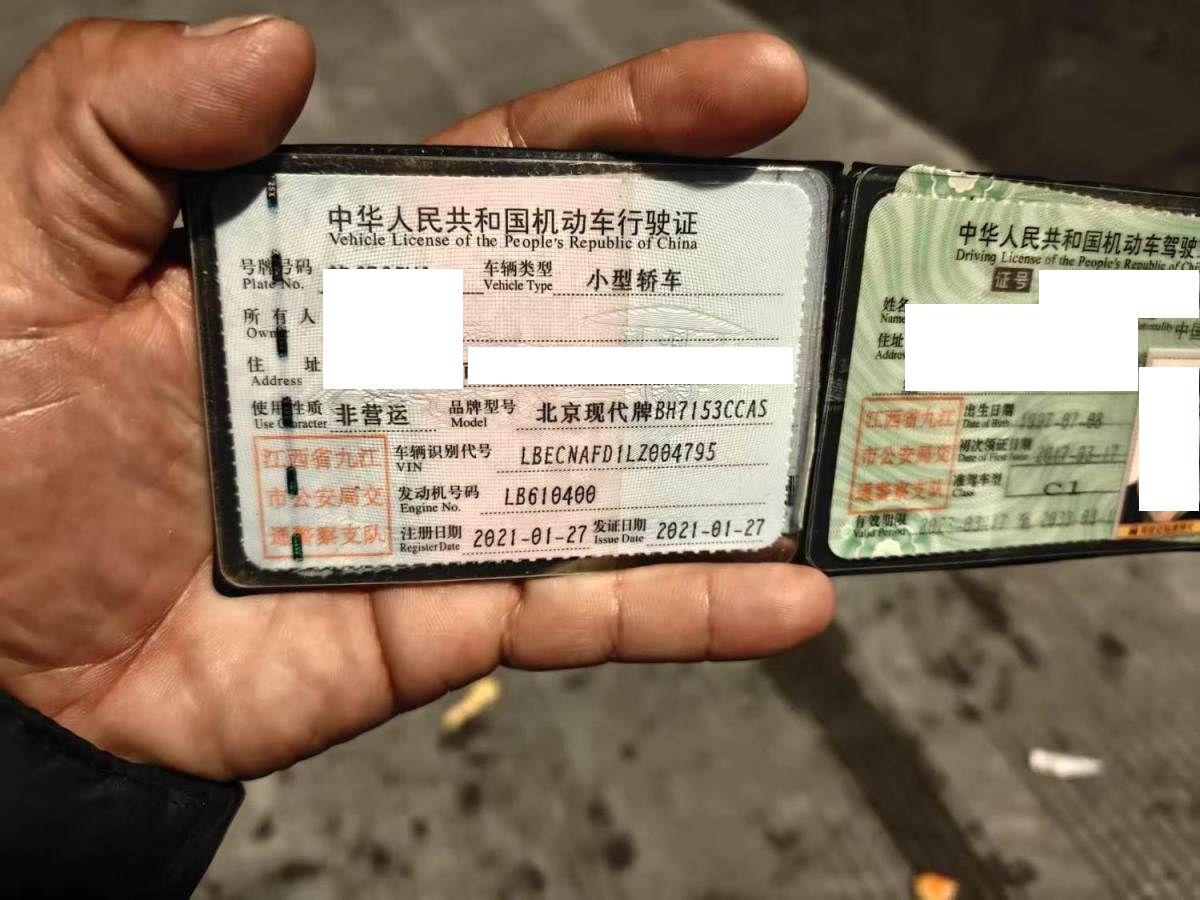 中华人民共和国机动车行驶证
Vehicle License of the People's Republic of China
号牌号码
Plate No.
车辆类型 小型轿车
Vehicle Type
所有人
住址
Address
使用性质 非营运 品牌型号 北京现代牌BH7153CCAS
Use Character Model
车辆识别代号 LBECNAFD1LZ004795
VIN
发动机号码 LB610400
Engine No.
注册日期 2021-01-27 发证日期 2021-01-27
Register Date Issue Date
江西省九江
市公安局交
通警察支队
中华人民共和国机动车驾驶
Driving License of the People's Republic of Ch
证号
姓名
Name
住址
中国
出生日期
Date of Birth
初次领证日期
Date of First Issue
准驾车型 C1
Class
有效期限
Valid Period
江西省九江
市公安局交
通警察支队